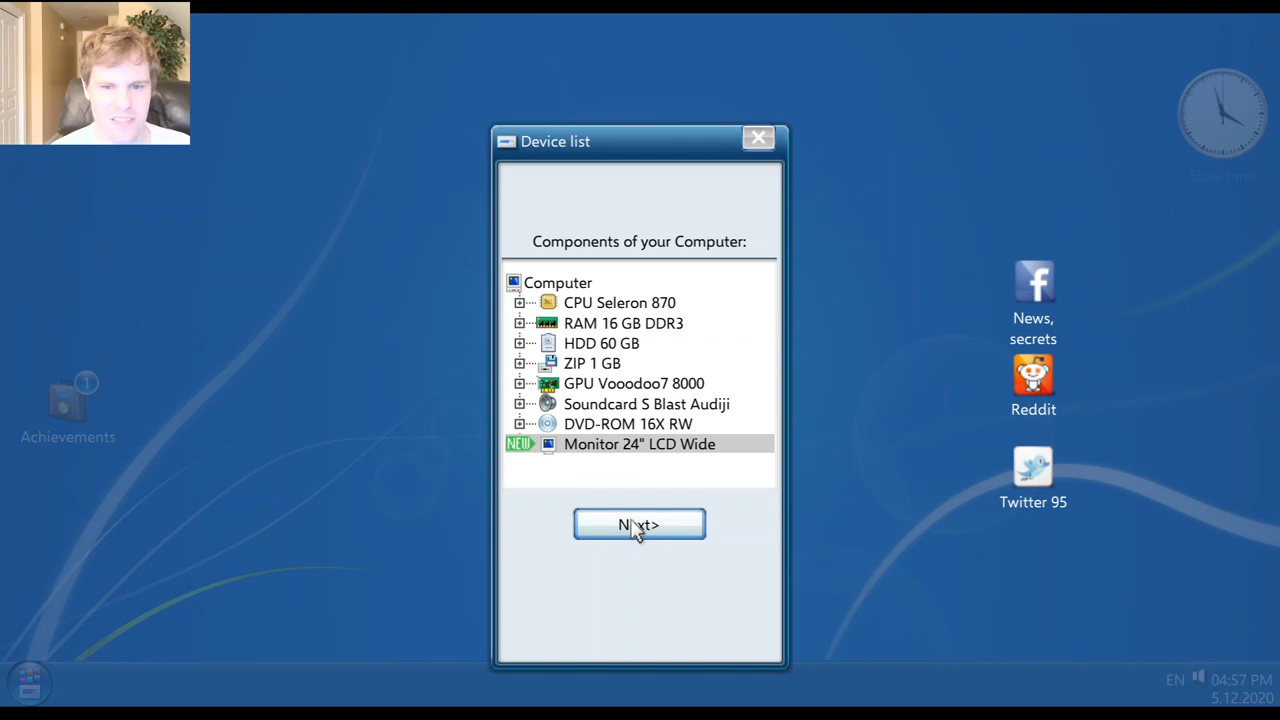 Device list
Components of your Computer:
Computer
CPU Seleron 870
RAM 16 GB DDR3
HDD 60 GB
ZIP 1 GB
GPU Vooodoo7 8000
Soundcard S Blast Audiji
DVD-ROM 16X RW
NEW Monitor 24" LCD Wide
Next>
1
Achievements
Slow time
News,
secrets
Reddit
Twitter 95
EN 04:57 PM
5.12.2020